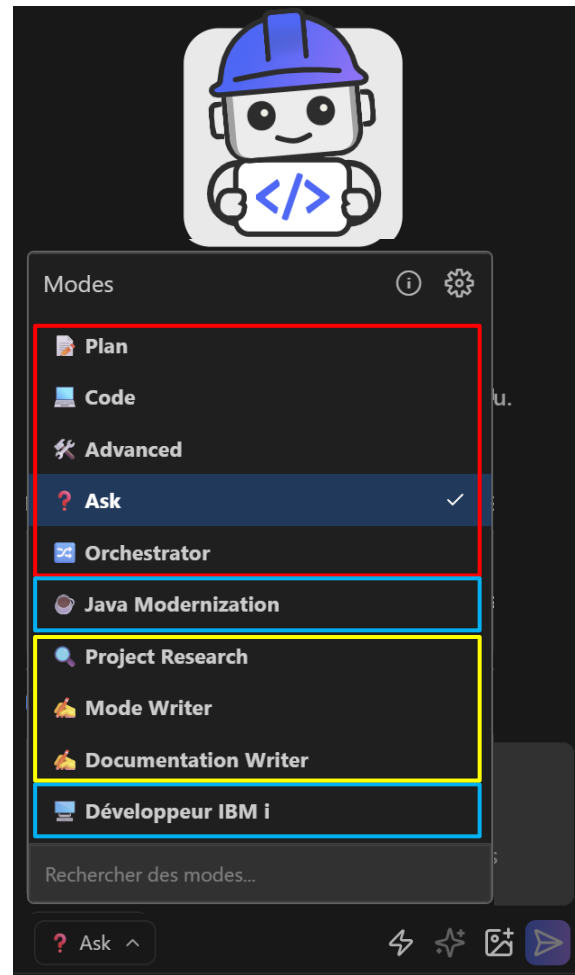 </>
Modes
Plan
u.
Code
Advanced
Ask
Orchestrator
Java Modernization
Project Research
Mode Writer
Documentation Writer
Développeur IBM i
Rechercher des modes...
Ask